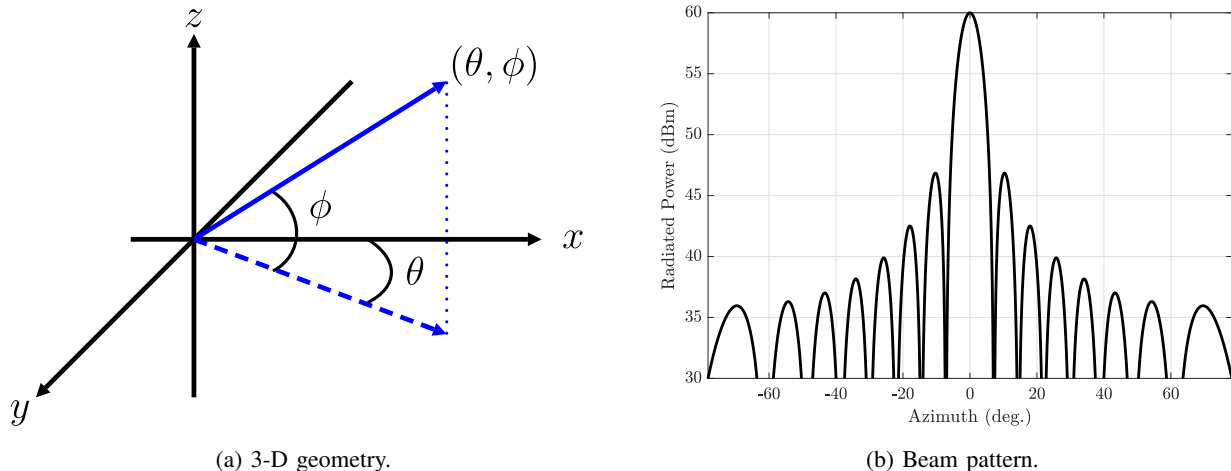 z
(θ, ϕ)
ϕ
x
θ
y
(a) 3-D geometry.
60
55
50
45
40
35
30
Radiated Power (dBm)
-60 -40 -20 0 20 40 60
Azimuth (deg.)
(b) Beam pattern.